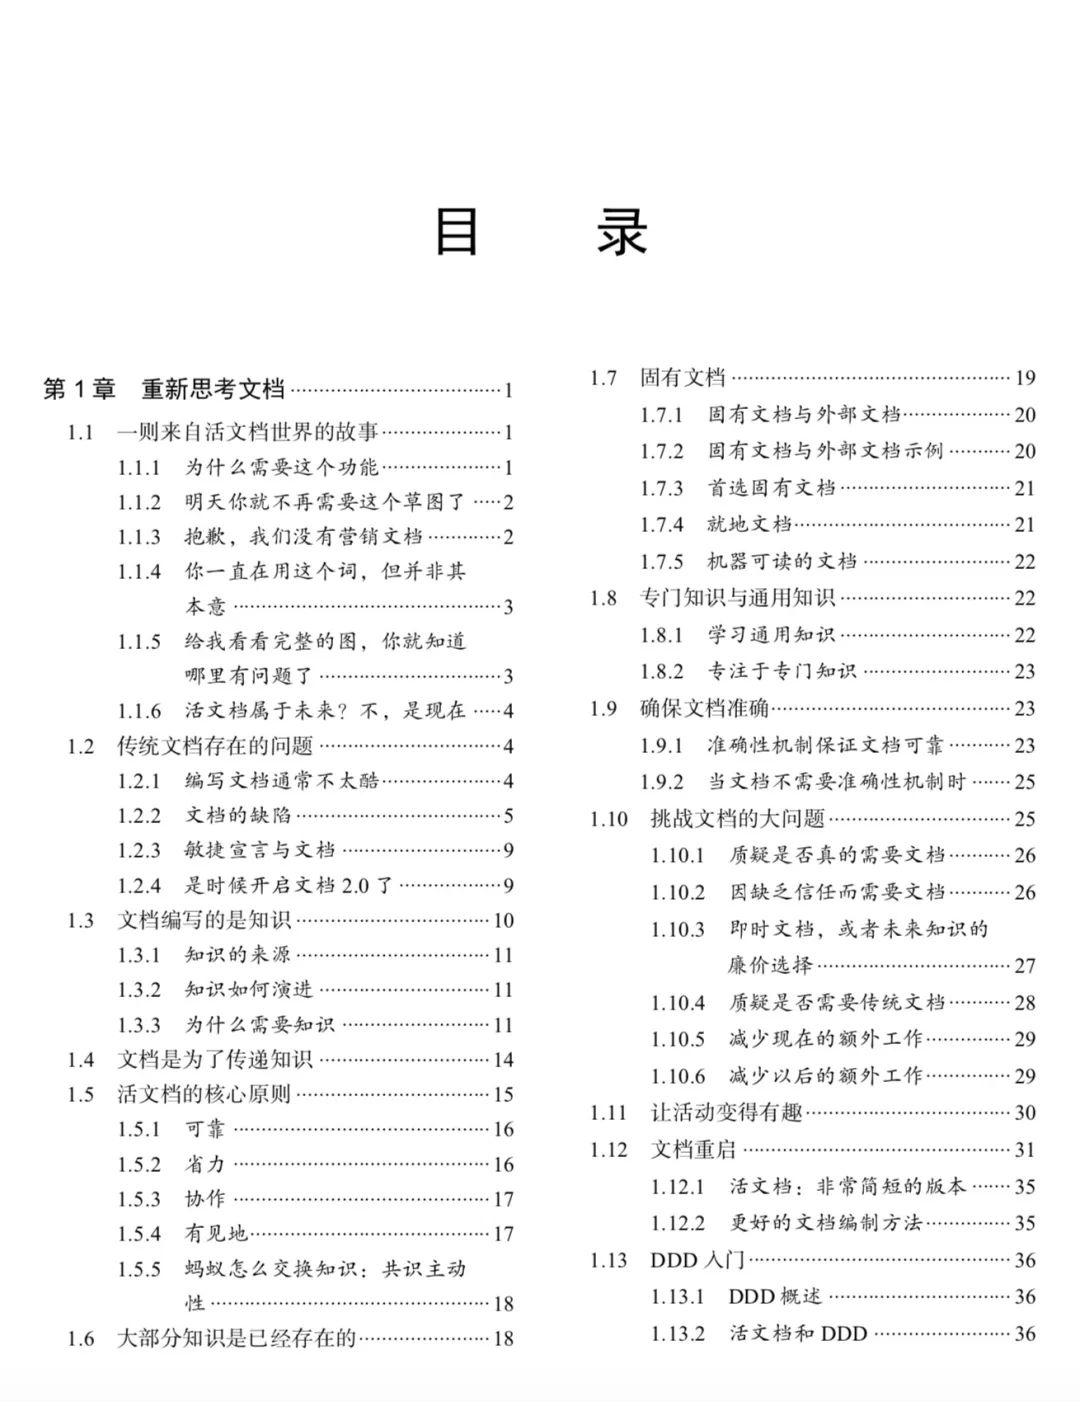 目 录
第 1 章 重新思考文档……1
1.1 一则来自活文档世界的故事……1
1.1.1 为什么需要这个功能……1
1.1.2 明天你就不再需要这个草图了……2
1.1.3 抱歉，我们没有营销文档……2
1.1.4 你一直在用这个词，但并非其
本意……3
1.1.5 给我看看完整的图，你就知道
哪里有问题了……3
1.1.6 活文档属于未来？不，是现在……4
1.2 传统文档存在的问题……4
1.2.1 编写文档通常不太酷……4
1.2.2 文档的缺陷……5
1.2.3 敏捷宣言与文档……9
1.2.4 是时候开启文档 2.0 了……9
1.3 文档编写的是知识……10
1.3.1 知识的来源……11
1.3.2 知识如何演进……11
1.3.3 为什么需要知识……11
1.4 文档是为了传递知识……14
1.5 活文档的核心原则……15
1.5.1 可靠……16
1.5.2 省力……16
1.5.3 协作……17
1.5.4 有见地……17
1.5.5 蚂蚁怎么交换知识：共识主动
性……18
1.6 大部分知识是已经存在的……18
1.7 固有文档……19
1.7.1 固有文档与外部文档……20
1.7.2 固有文档与外部文档示例……20
1.7.3 首选固有文档……21
1.7.4 就地文档……21
1.7.5 机器可读的文档……22
1.8 专门知识与通用知识……22
1.8.1 学习通用知识……22
1.8.2 专注于专门知识……23
1.9 确保文档准确……23
1.9.1 准确性机制保证文档可靠……23
1.9.2 当文档不需要准确性机制时……25
1.10 挑战文档的大问题……25
1.10.1 质疑是否真的需要文档……26
1.10.2 因缺乏信任而需要文档……26
1.10.3 即时文档，或者未来知识的
廉价选择……27
1.10.4 质疑是否需要传统文档……28
1.10.5 减少现在的额外工作……29
1.10.6 减少以后的额外工作……29
1.11 让活动变得有趣……30
1.12 文档重启……31
1.12.1 活文档：非常简短的版本……35
1.12.2 更好的文档编制方法……35
1.13 DDD 入门……36
1.13.1 DDD 概述……36
1.13.2 活文档和 DDD……36